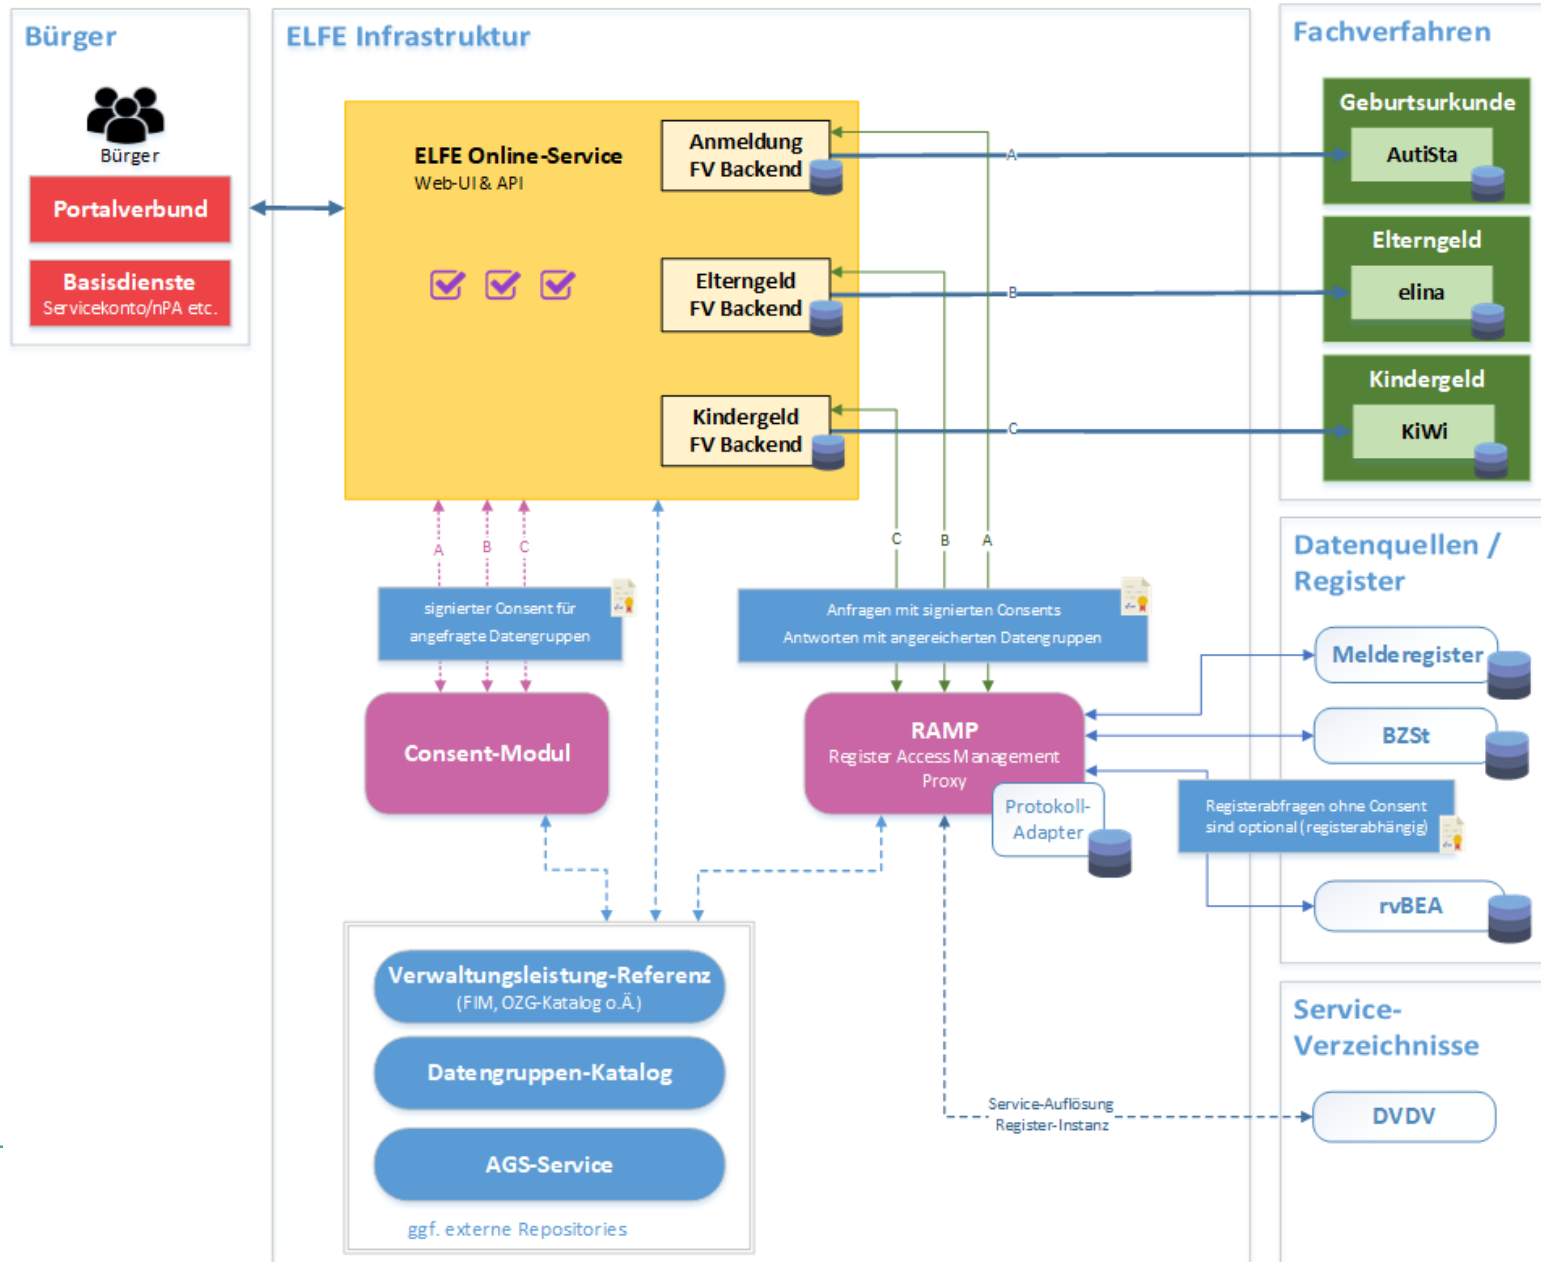 Bürger
Bürger
Portalverbund
Basisdienste
Servicekonto/nPA etc.
ELFE Infrastruktur
ELFE Online-Service
Web-UI & API
Anmeldung
FV Backend
Elterngeld
FV Backend
Kindergeld
FV Backend
A
B
C
A
B
C
C
B
A
signierter Consent für
angefragte Datengruppen
Anfragen mit signierten Consents
Antworten mit angereicherten Datengruppen
Consent-Modul
RAMP
Register Access Management
Proxy
Protokoll-
Adapter
Verwaltungsleistung-Referenz
(FIM, OZG-Katalog o.Ä.)
Datengruppen-Katalog
AGS-Service
ggf. externe Repositories
Service-Auflösung
Register-Instanz
Fachverfahren
Geburtsurkunde
AutiSta
Elterngeld
elina
Kindergeld
KiWi
Datenquellen /
Register
Melderegister
BZSt
Registerabfragen ohne Consent
sind optional (registerabhängig)
rvBEA
Service-
Verzeichnisse
DVDV